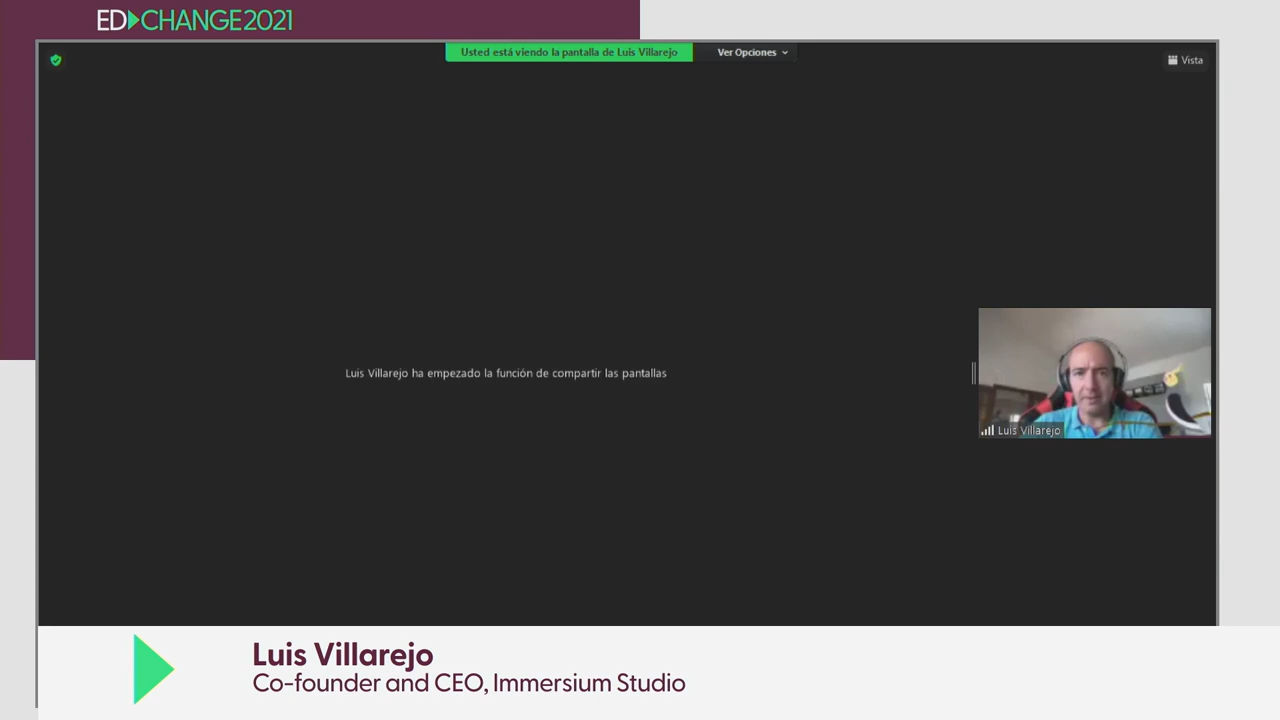 ED CHANGE2021
Usted está viendo la pantalla de Luis Villarejo
Ver Opciones
Vista
Luis Villarejo ha empezado la función de compartir las pantallas
Luis Villarejo
Luis Villarejo
Co-founder and CEO, Immersium Studio